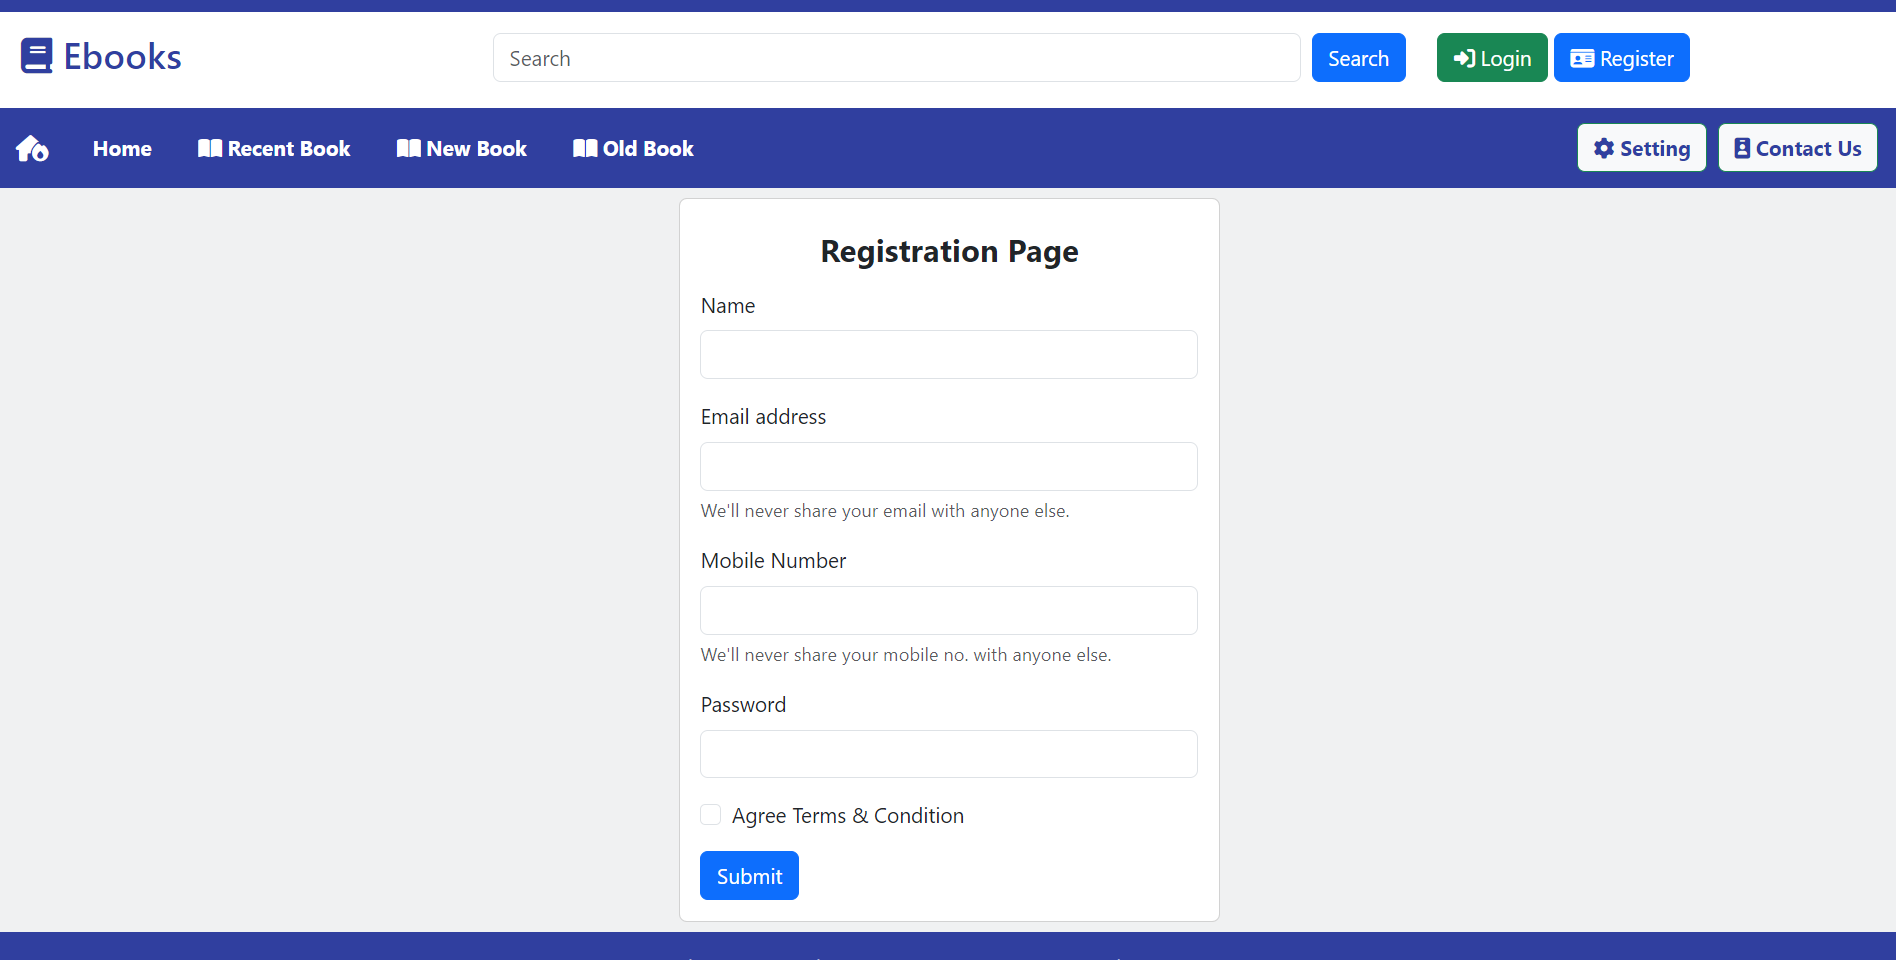 Ebooks
Search
Search
Login
Register
Home
Recent Book
New Book
Old Book
Setting
Contact Us
Registration Page
Name
Email address
We'll never share your email with anyone else.
Mobile Number
We'll never share your mobile no. with anyone else.
Password
Agree Terms & Condition
Submit